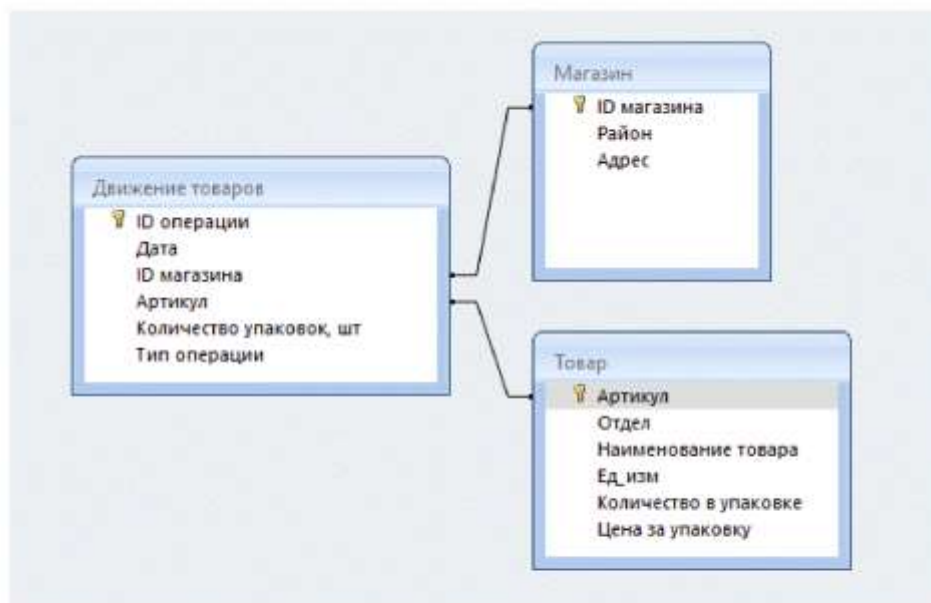 Магазин
ID магазина
Район
Адрес
Движение товаров
ID операции
Дата
ID магазина
Артикул
Количество упаковок, шт
Тип операции
Товар
Артикул
Отдел
Наименование товара
Ед_изм
Количество в упаковке
Цена за упаковку